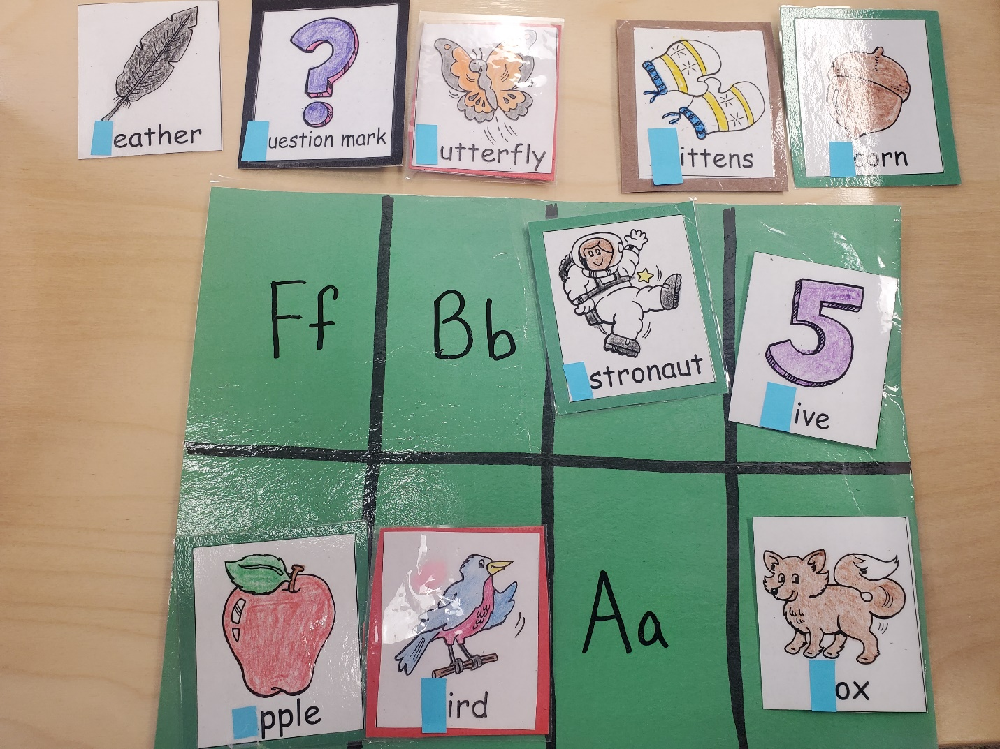 eather
uestion mark
utterfly
ittens
corn
Ff
Bb
stronaut
5
ive
pple
ird
Aa
ox